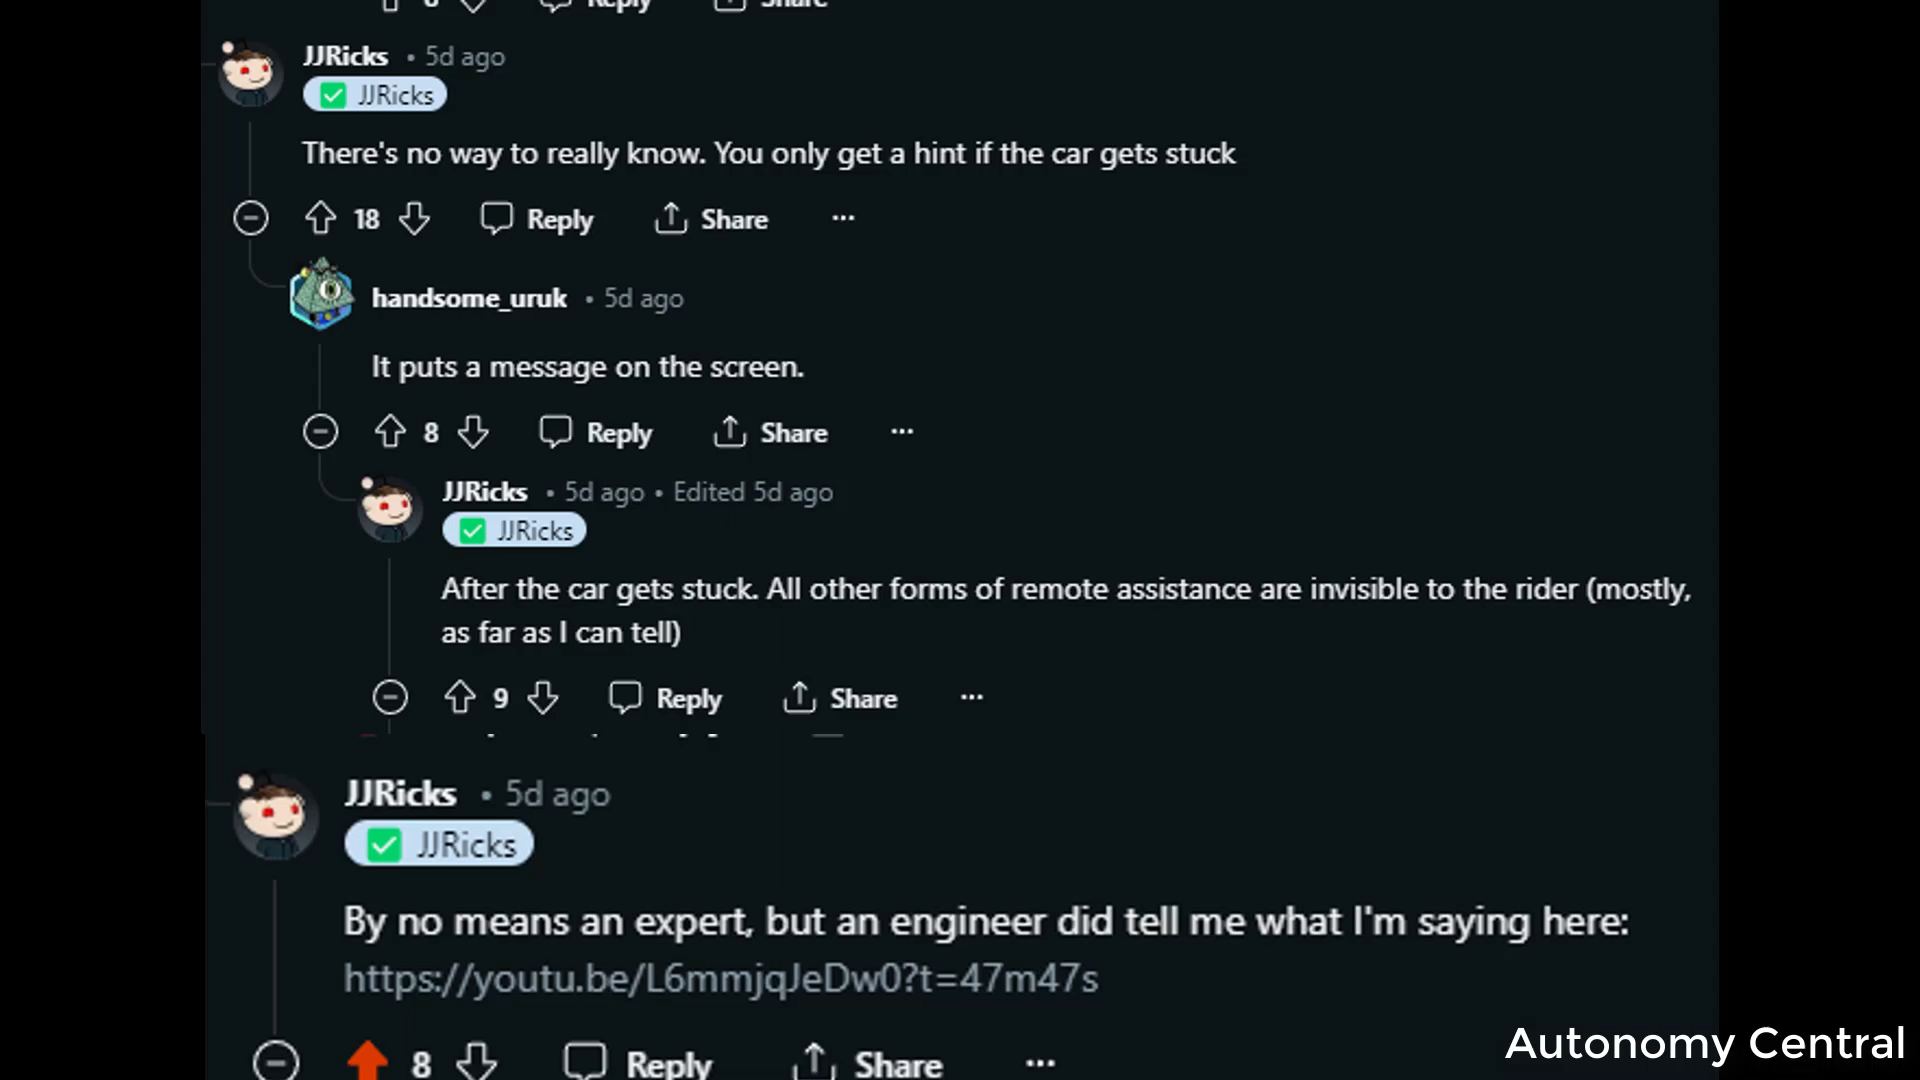 8 Reply Share
JJRicks • 5d ago
JJRicks
There's no way to really know. You only get a hint if the car gets stuck
18 Reply Share ...
handsome_uruk • 5d ago
It puts a message on the screen.
8 Reply Share ...
JJRicks • 5d ago • Edited 5d ago
JJRicks
After the car gets stuck. All other forms of remote assistance are invisible to the rider (mostly,
as far as I can tell)
9 Reply Share ...
JJRicks • 5d ago
JJRicks
By no means an expert, but an engineer did tell me what I'm saying here:
https://youtu.be/L6mmjqJeDw0?t=47m47s
8 Reply Share ...
Autonomy Central